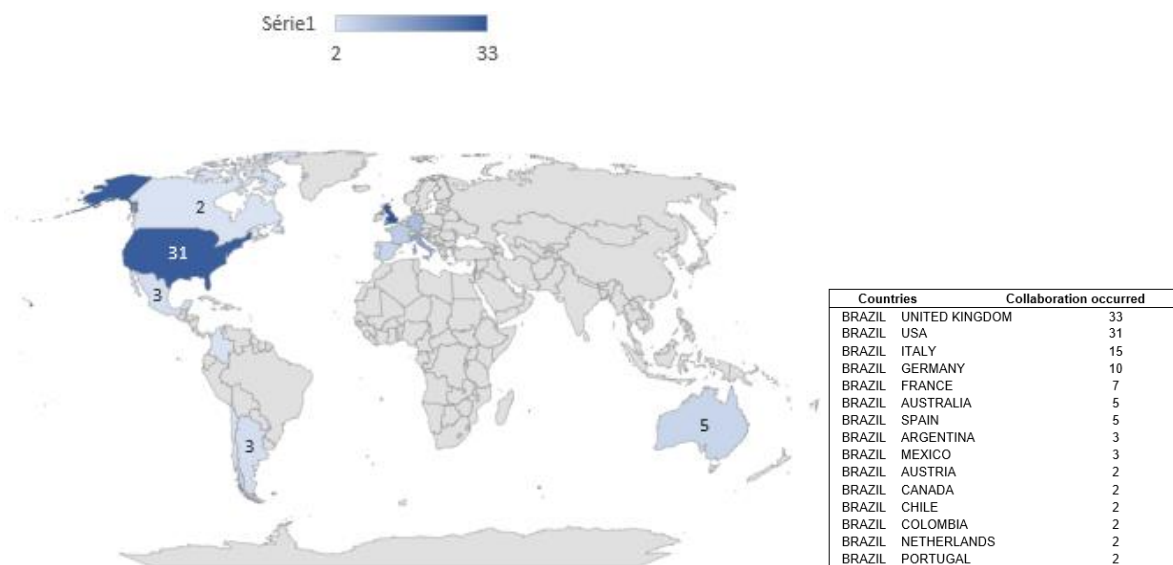 Série1
2 33
2
31
3
3
5
Countries Collaboration occurred
BRAZIL UNITED KINGDOM 33
BRAZIL USA 31
BRAZIL ITALY 15
BRAZIL GERMANY 10
BRAZIL FRANCE 7
BRAZIL AUSTRALIA 5
BRAZIL SPAIN 5
BRAZIL ARGENTINA 3
BRAZIL MEXICO 3
BRAZIL AUSTRIA 2
BRAZIL CANADA 2
BRAZIL CHILE 2
BRAZIL COLOMBIA 2
BRAZIL NETHERLANDS 2
BRAZIL PORTUGAL 2